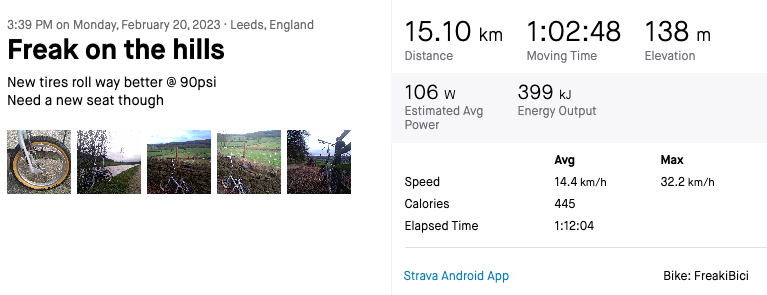 3:39 PM on Monday, February 20, 2023 · Leeds, England
Freak on the hills
New tires roll way better @ 90psi
Need a new seat though
15.10 km 1:02:48 138 m
Distance Moving Time Elevation
106 W 399 kJ
Estimated Avg Power Energy Output
Avg Max
Speed 14.4 km/h 32.2 km/h
Calories 445
Elapsed Time 1:12:04
Strava Android App Bike: FreakiBici